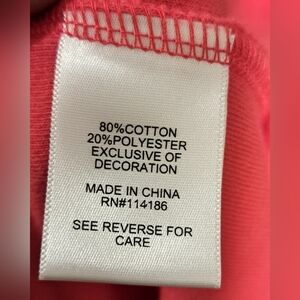 80%COTTON
20%POLYESTER
EXCLUSIVE OF
DECORATION
MADE IN CHINA
RN#114186
SEE REVERSE FOR
CARE